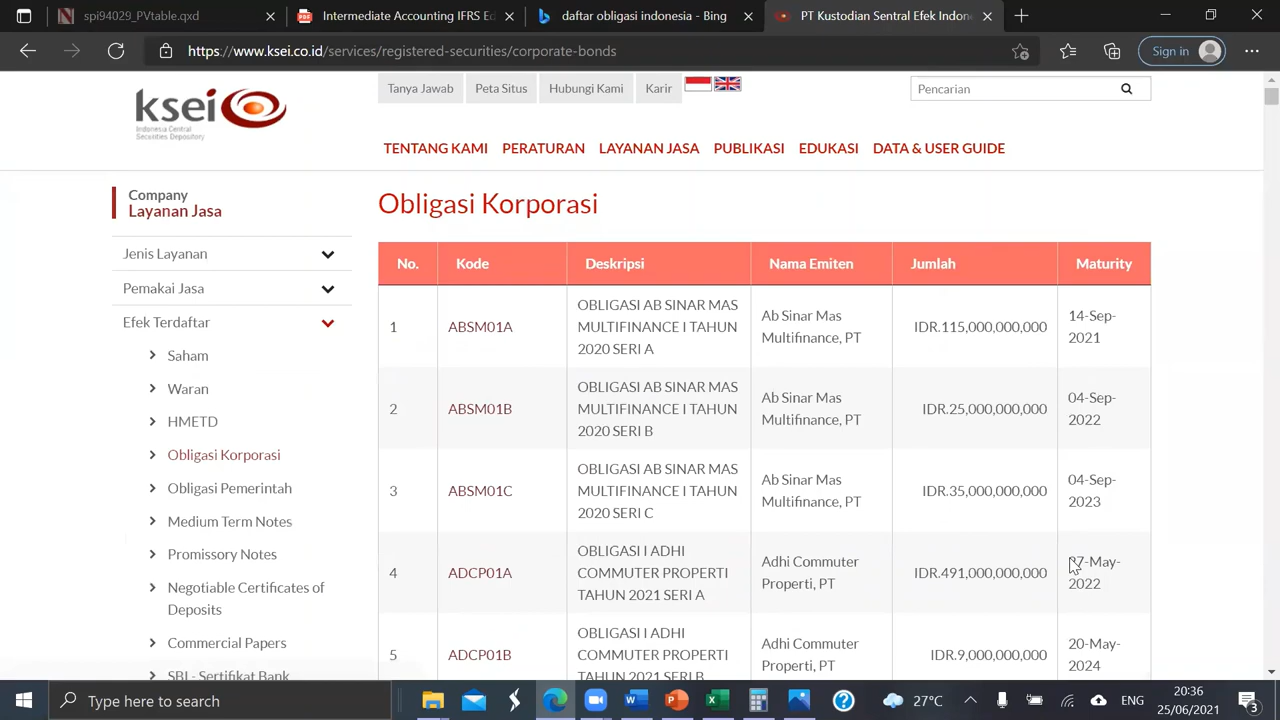 spi94029_PVtable.qxd
Intermediate Accounting IFRS Ed
daftar obligasi indonesia - Bing
PT Kustodian Sentral Efek Indone
https://www.ksei.co.id/services/registered-securities/corporate-bonds
Sign in
ksei
Indonesia Central
Securities Depository
Tanya Jawab
Peta Situs
Hubungi Kami
Karir
Pencarian
TENTANG KAMI
PERATURAN
LAYANAN JASA
PUBLIKASI
EDUKASI
DATA & USER GUIDE
Company
Layanan Jasa
Jenis Layanan
Pemakai Jasa
Efek Terdaftar
Saham
Waran
HMETD
Obligasi Korporasi
Obligasi Pemerintah
Medium Term Notes
Promissory Notes
Negotiable Certificates of
Deposits
Commercial Papers
SBI - Sertifikat Bank
Obligasi Korporasi
No. Kode Deskripsi Nama Emiten Jumlah Maturity
OBLIGASI AB SINAR MAS
1 ABSM01A MULTIFINANCE I TAHUN Ab Sinar Mas Multifinance, PT IDR.115,000,000,000 14-Sep-2021
2020 SERI A
OBLIGASI AB SINAR MAS
2 ABSM01B MULTIFINANCE I TAHUN Ab Sinar Mas Multifinance, PT IDR.25,000,000,000 04-Sep-2022
2020 SERI B
OBLIGASI AB SINAR MAS
3 ABSM01C MULTIFINANCE I TAHUN Ab Sinar Mas Multifinance, PT IDR.35,000,000,000 04-Sep-2023
2020 SERI C
OBLIGASI I ADHI
4 ADCP01A COMMUTER PROPERTI Adhi Commuter Properti, PT IDR.491,000,000,000 27-May-2022
TAHUN 2021 SERI A
OBLIGASI I ADHI
5 ADCP01B COMMUTER PROPERTI Adhi Commuter Properti, PT IDR.9,000,000,000 20-May-2024
TAHUN 2021 SERI B
Type here to search
27°C
ENG
20:36
25/06/2021
3